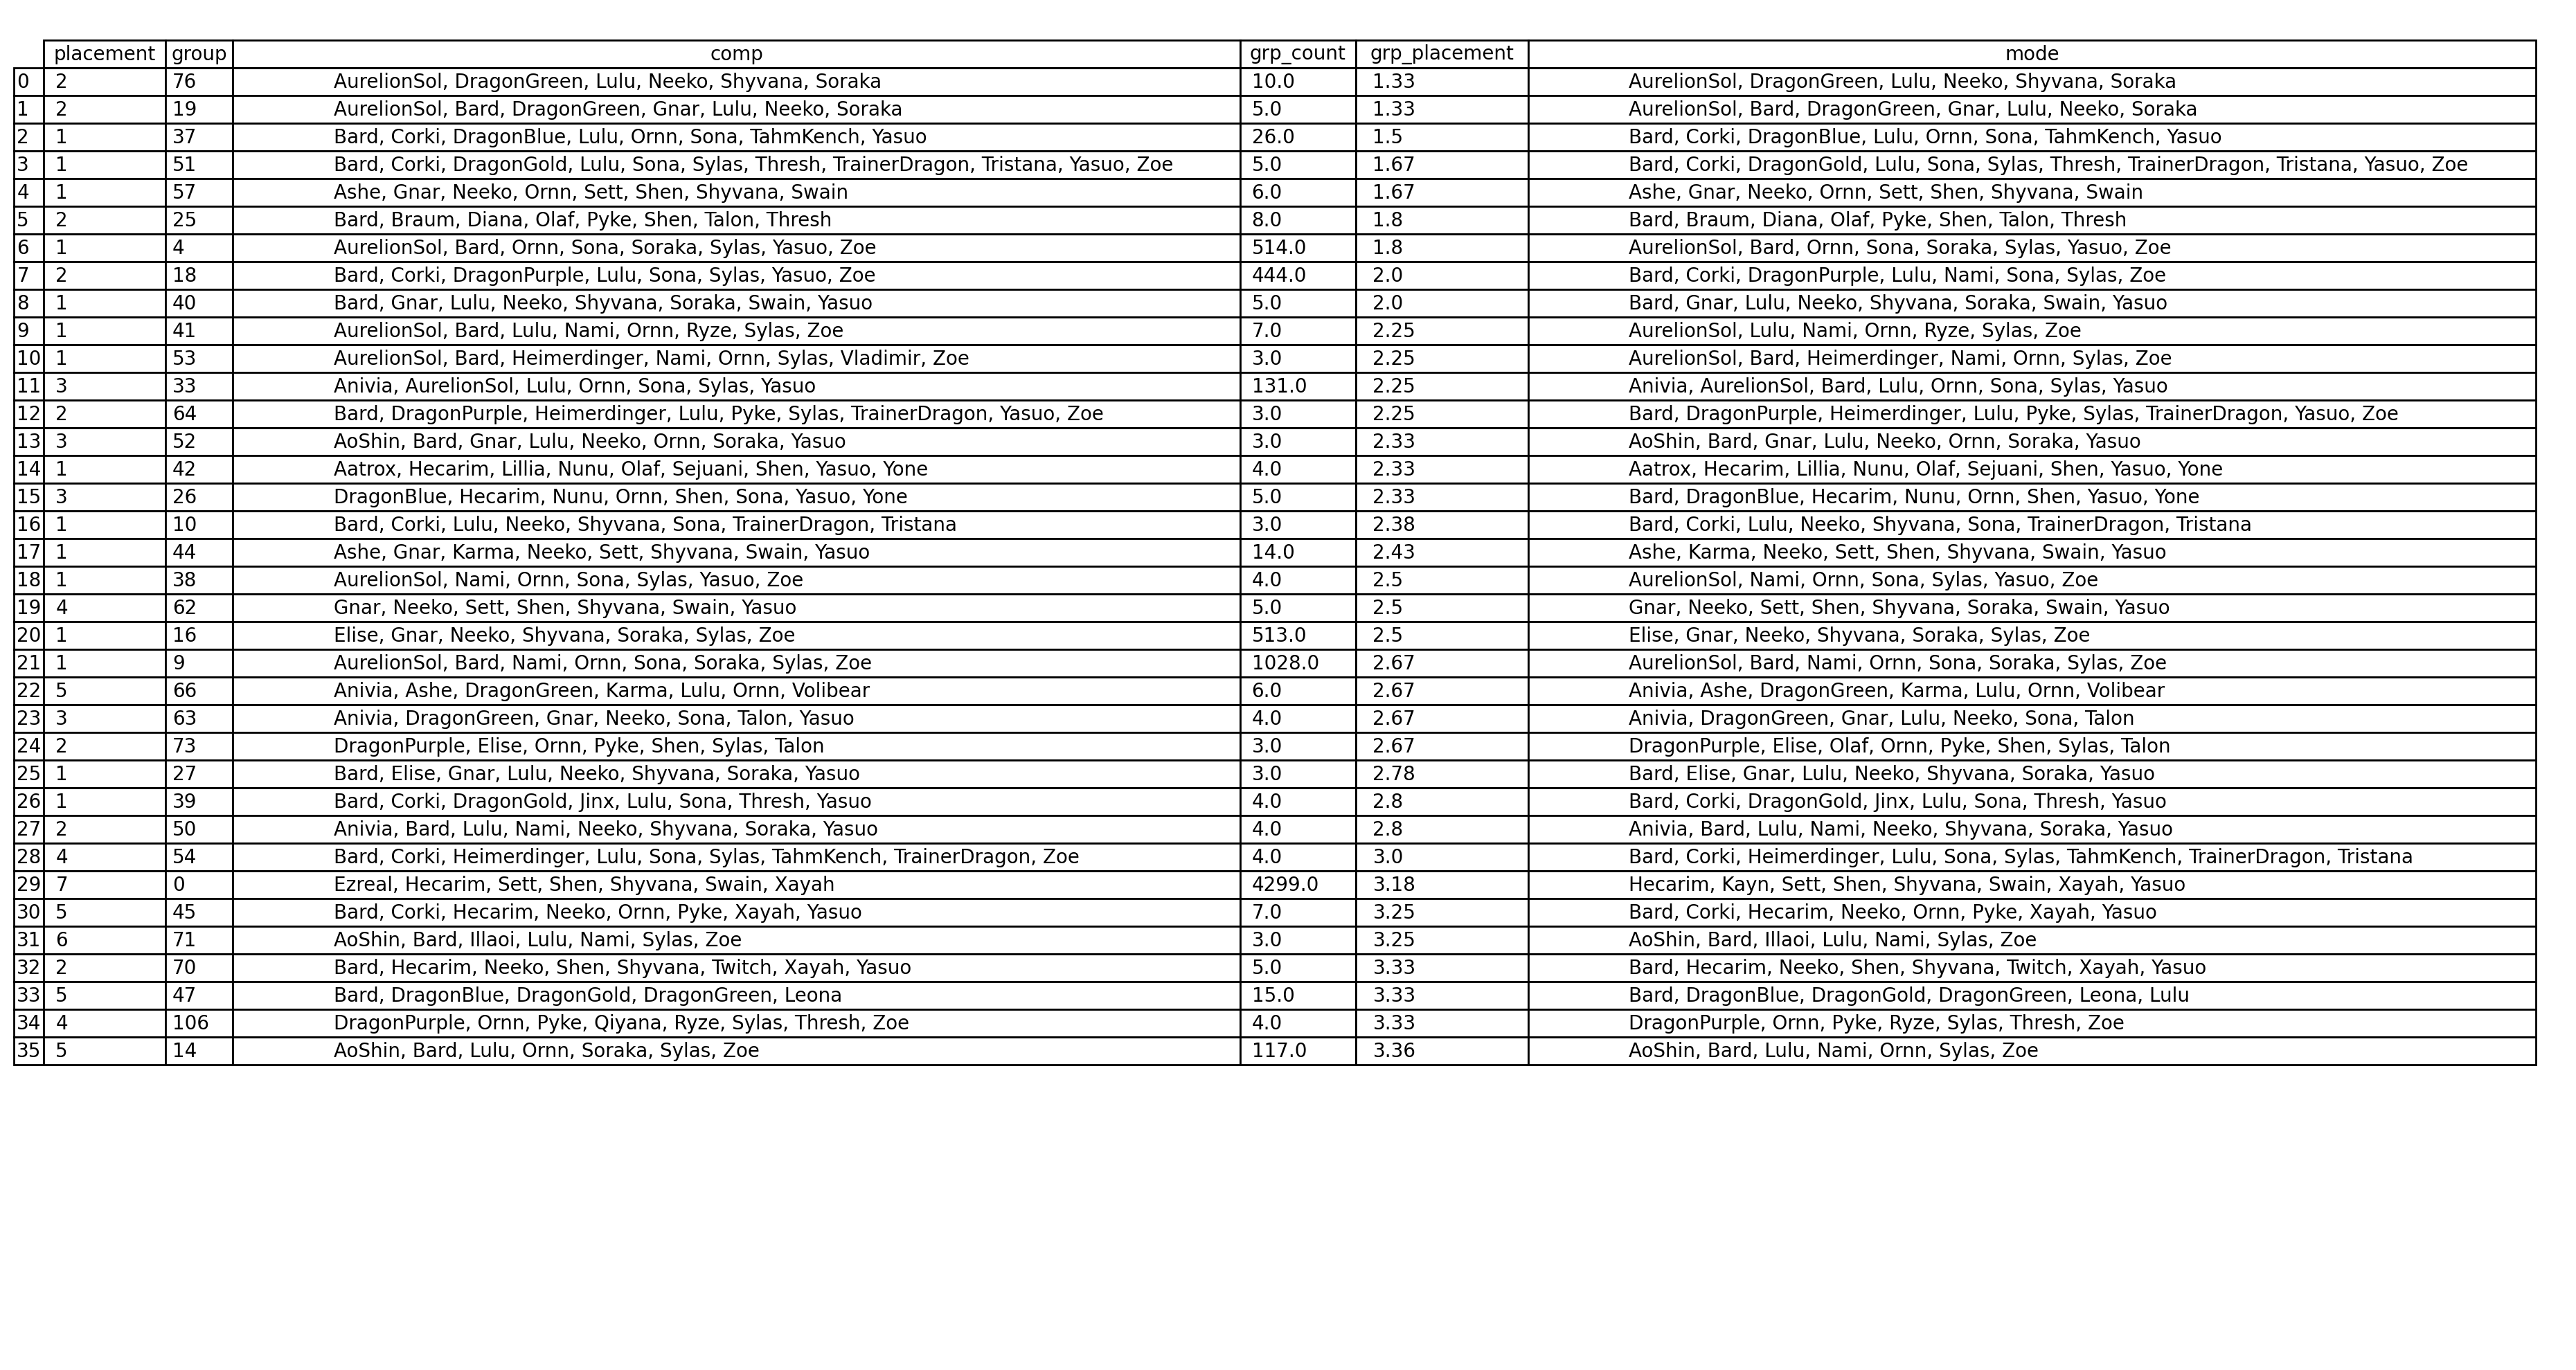 placement group comp grp_count grp_placement mode
0 2 76 AurelionSol, DragonGreen, Lulu, Neeko, Shyvana, Soraka 10.0 1.33 AurelionSol, DragonGreen, Lulu, Neeko, Shyvana, Soraka
1 2 19 AurelionSol, Bard, DragonGreen, Gnar, Lulu, Neeko, Soraka 5.0 1.33 AurelionSol, Bard, DragonGreen, Gnar, Lulu, Neeko, Soraka
2 1 37 Bard, Corki, DragonBlue, Lulu, Ornn, Sona, TahmKench, Yasuo 26.0 1.5 Bard, Corki, DragonBlue, Lulu, Ornn, Sona, TahmKench, Yasuo
3 1 51 Bard, Corki, DragonGold, Lulu, Sona, Sylas, Thresh, TrainerDragon, Tristana, Yasuo, Zoe 5.0 1.67 Bard, Corki, DragonGold, Lulu, Sona, Sylas, Thresh, TrainerDragon, Tristana, Yasuo, Zoe
4 1 57 Ashe, Gnar, Neeko, Ornn, Sett, Shen, Shyvana, Swain 6.0 1.67 Ashe, Gnar, Neeko, Ornn, Sett, Shen, Shyvana, Swain
5 2 25 Bard, Braum, Diana, Olaf, Pyke, Shen, Talon, Thresh 8.0 1.8 Bard, Braum, Diana, Olaf, Pyke, Shen, Talon, Thresh
6 1 4 AurelionSol, Bard, Ornn, Sona, Soraka, Sylas, Yasuo, Zoe 514.0 1.8 AurelionSol, Bard, Ornn, Sona, Soraka, Sylas, Yasuo, Zoe
7 2 18 Bard, Corki, DragonPurple, Lulu, Sona, Sylas, Yasuo, Zoe 444.0 2.0 Bard, Corki, DragonPurple, Lulu, Nami, Sona, Sylas, Zoe
8 1 40 Bard, Gnar, Lulu, Neeko, Shyvana, Soraka, Swain, Yasuo 5.0 2.0 Bard, Gnar, Lulu, Neeko, Shyvana, Soraka, Swain, Yasuo
9 1 41 AurelionSol, Bard, Lulu, Nami, Ornn, Ryze, Sylas, Zoe 7.0 2.25 AurelionSol, Lulu, Nami, Ornn, Ryze, Sylas, Zoe
10 1 53 AurelionSol, Bard, Heimerdinger, Nami, Ornn, Sylas, Vladimir, Zoe 3.0 2.25 AurelionSol, Bard, Heimerdinger, Nami, Ornn, Sylas, Zoe
11 3 33 Anivia, AurelionSol, Lulu, Ornn, Sona, Sylas, Yasuo 131.0 2.25 Anivia, AurelionSol, Bard, Lulu, Ornn, Sona, Sylas, Yasuo
12 2 64 Bard, DragonPurple, Heimerdinger, Lulu, Pyke, Sylas, TrainerDragon, Yasuo, Zoe 3.0 2.25 Bard, DragonPurple, Heimerdinger, Lulu, Pyke, Sylas, TrainerDragon, Yasuo, Zoe
13 3 52 AoShin, Bard, Gnar, Lulu, Neeko, Ornn, Soraka, Yasuo 3.0 2.33 AoShin, Bard, Gnar, Lulu, Neeko, Ornn, Soraka, Yasuo
14 1 42 Aatrox, Hecarim, Lillia, Nunu, Olaf, Sejuani, Shen, Yasuo, Yone 4.0 2.33 Aatrox, Hecarim, Lillia, Nunu, Olaf, Sejuani, Shen, Yasuo, Yone
15 3 26 DragonBlue, Hecarim, Nunu, Ornn, Shen, Sona, Yasuo, Yone 5.0 2.33 Bard, DragonBlue, Hecarim, Nunu, Ornn, Shen, Yasuo, Yone
16 1 10 Bard, Corki, Lulu, Neeko, Shyvana, Sona, TrainerDragon, Tristana 3.0 2.38 Bard, Corki, Lulu, Neeko, Shyvana, Sona, TrainerDragon, Tristana
17 1 44 Ashe, Gnar, Karma, Neeko, Sett, Shyvana, Swain, Yasuo 14.0 2.43 Ashe, Karma, Neeko, Sett, Shen, Shyvana, Swain, Yasuo
18 1 38 AurelionSol, Nami, Ornn, Sona, Sylas, Yasuo, Zoe 4.0 2.5 AurelionSol, Nami, Ornn, Sona, Sylas, Yasuo, Zoe
19 4 62 Gnar, Neeko, Sett, Shen, Shyvana, Swain, Yasuo 5.0 2.5 Gnar, Neeko, Sett, Shen, Shyvana, Soraka, Swain, Yasuo
20 1 16 Elise, Gnar, Neeko, Shyvana, Soraka, Sylas, Zoe 513.0 2.5 Elise, Gnar, Neeko, Shyvana, Soraka, Sylas, Zoe
21 1 9 AurelionSol, Bard, Nami, Ornn, Sona, Soraka, Sylas, Zoe 1028.0 2.67 AurelionSol, Bard, Nami, Ornn, Sona, Soraka, Sylas, Zoe
22 5 66 Anivia, Ashe, DragonGreen, Karma, Lulu, Ornn, Volibear 6.0 2.67 Anivia, Ashe, DragonGreen, Karma, Lulu, Ornn, Volibear
23 3 63 Anivia, DragonGreen, Gnar, Neeko, Sona, Talon, Yasuo 4.0 2.67 Anivia, DragonGreen, Gnar, Lulu, Neeko, Sona, Talon
24 2 73 DragonPurple, Elise, Ornn, Pyke, Shen, Sylas, Talon 3.0 2.67 DragonPurple, Elise, Olaf, Ornn, Pyke, Shen, Sylas, Talon
25 1 27 Bard, Elise, Gnar, Lulu, Neeko, Shyvana, Soraka, Yasuo 3.0 2.78 Bard, Elise, Gnar, Lulu, Neeko, Shyvana, Soraka, Yasuo
26 1 39 Bard, Corki, DragonGold, Jinx, Lulu, Sona, Thresh, Yasuo 4.0 2.8 Bard, Corki, DragonGold, Jinx, Lulu, Sona, Thresh, Yasuo
27 2 50 Anivia, Bard, Lulu, Nami, Neeko, Shyvana, Soraka, Yasuo 4.0 2.8 Anivia, Bard, Lulu, Nami, Neeko, Shyvana, Soraka, Yasuo
28 4 54 Bard, Corki, Heimerdinger, Lulu, Sona, Sylas, TahmKench, TrainerDragon, Zoe 4.0 3.0 Bard, Corki, Heimerdinger, Lulu, Sona, Sylas, TahmKench, TrainerDragon, Tristana
29 7 0 Ezreal, Hecarim, Sett, Shen, Shyvana, Swain, Xayah 4299.0 3.18 Hecarim, Kayn, Sett, Shen, Shyvana, Swain, Xayah, Yasuo
30 5 45 Bard, Corki, Hecarim, Neeko, Ornn, Pyke, Xayah, Yasuo 7.0 3.25 Bard, Corki, Hecarim, Neeko, Ornn, Pyke, Xayah, Yasuo
31 6 71 AoShin, Bard, Illaoi, Lulu, Nami, Sylas, Zoe 3.0 3.25 AoShin, Bard, Illaoi, Lulu, Nami, Sylas, Zoe
32 2 70 Bard, Hecarim, Neeko, Shen, Shyvana, Twitch, Xayah, Yasuo 5.0 3.33 Bard, Hecarim, Neeko, Shen, Shyvana, Twitch, Xayah, Yasuo
33 5 47 Bard, DragonBlue, DragonGold, DragonGreen, Leona 15.0 3.33 Bard, DragonBlue, DragonGold, DragonGreen, Leona, Lulu
34 4 106 DragonPurple, Ornn, Pyke, Qiyana, Ryze, Sylas, Thresh, Zoe 4.0 3.33 DragonPurple, Ornn, Pyke, Ryze, Sylas, Thresh, Zoe
35 5 14 AoShin, Bard, Lulu, Ornn, Soraka, Sylas, Zoe 117.0 3.36 AoShin, Bard, Lulu, Nami, Ornn, Sylas, Zoe